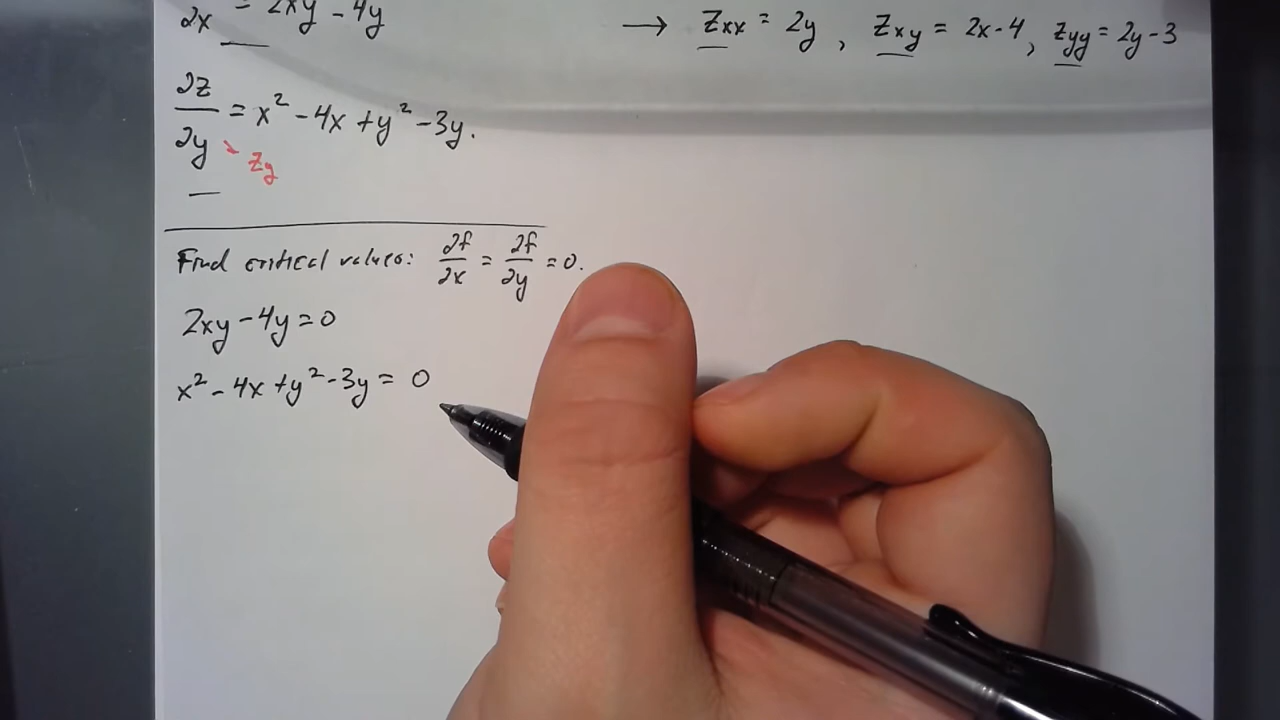 ∂z/∂x = 2xy - 4y → Zxx = 2y, Zxy = 2x-4, Zyy = 2y-3
∂z/∂y = x² - 4x + y² - 3y.
= Zy
Find critical values: ∂f/∂x = ∂f/∂y = 0.
2xy - 4y = 0
x² - 4x + y² - 3y = 0